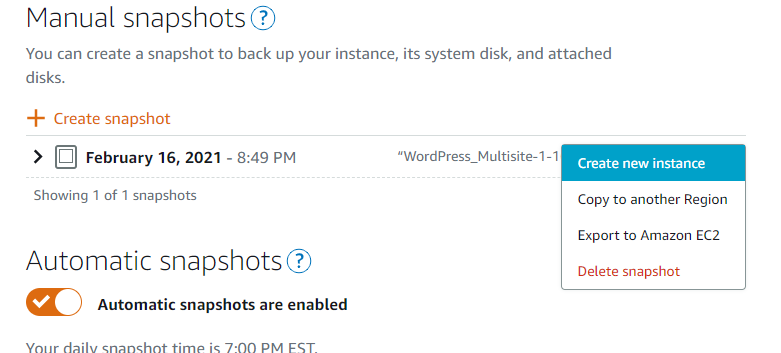 Manual snapshots ?
You can create a snapshot to back up your instance, its system disk, and attached
disks.
+ Create snapshot
February 16, 2021 - 8:49 PM “WordPress_Multisite-1-1
Create new instance
Copy to another Region
Export to Amazon EC2
Delete snapshot
Showing 1 of 1 snapshots
Automatic snapshots ?
Automatic snapshots are enabled
Your daily snapshot time is 7:00 PM EST.